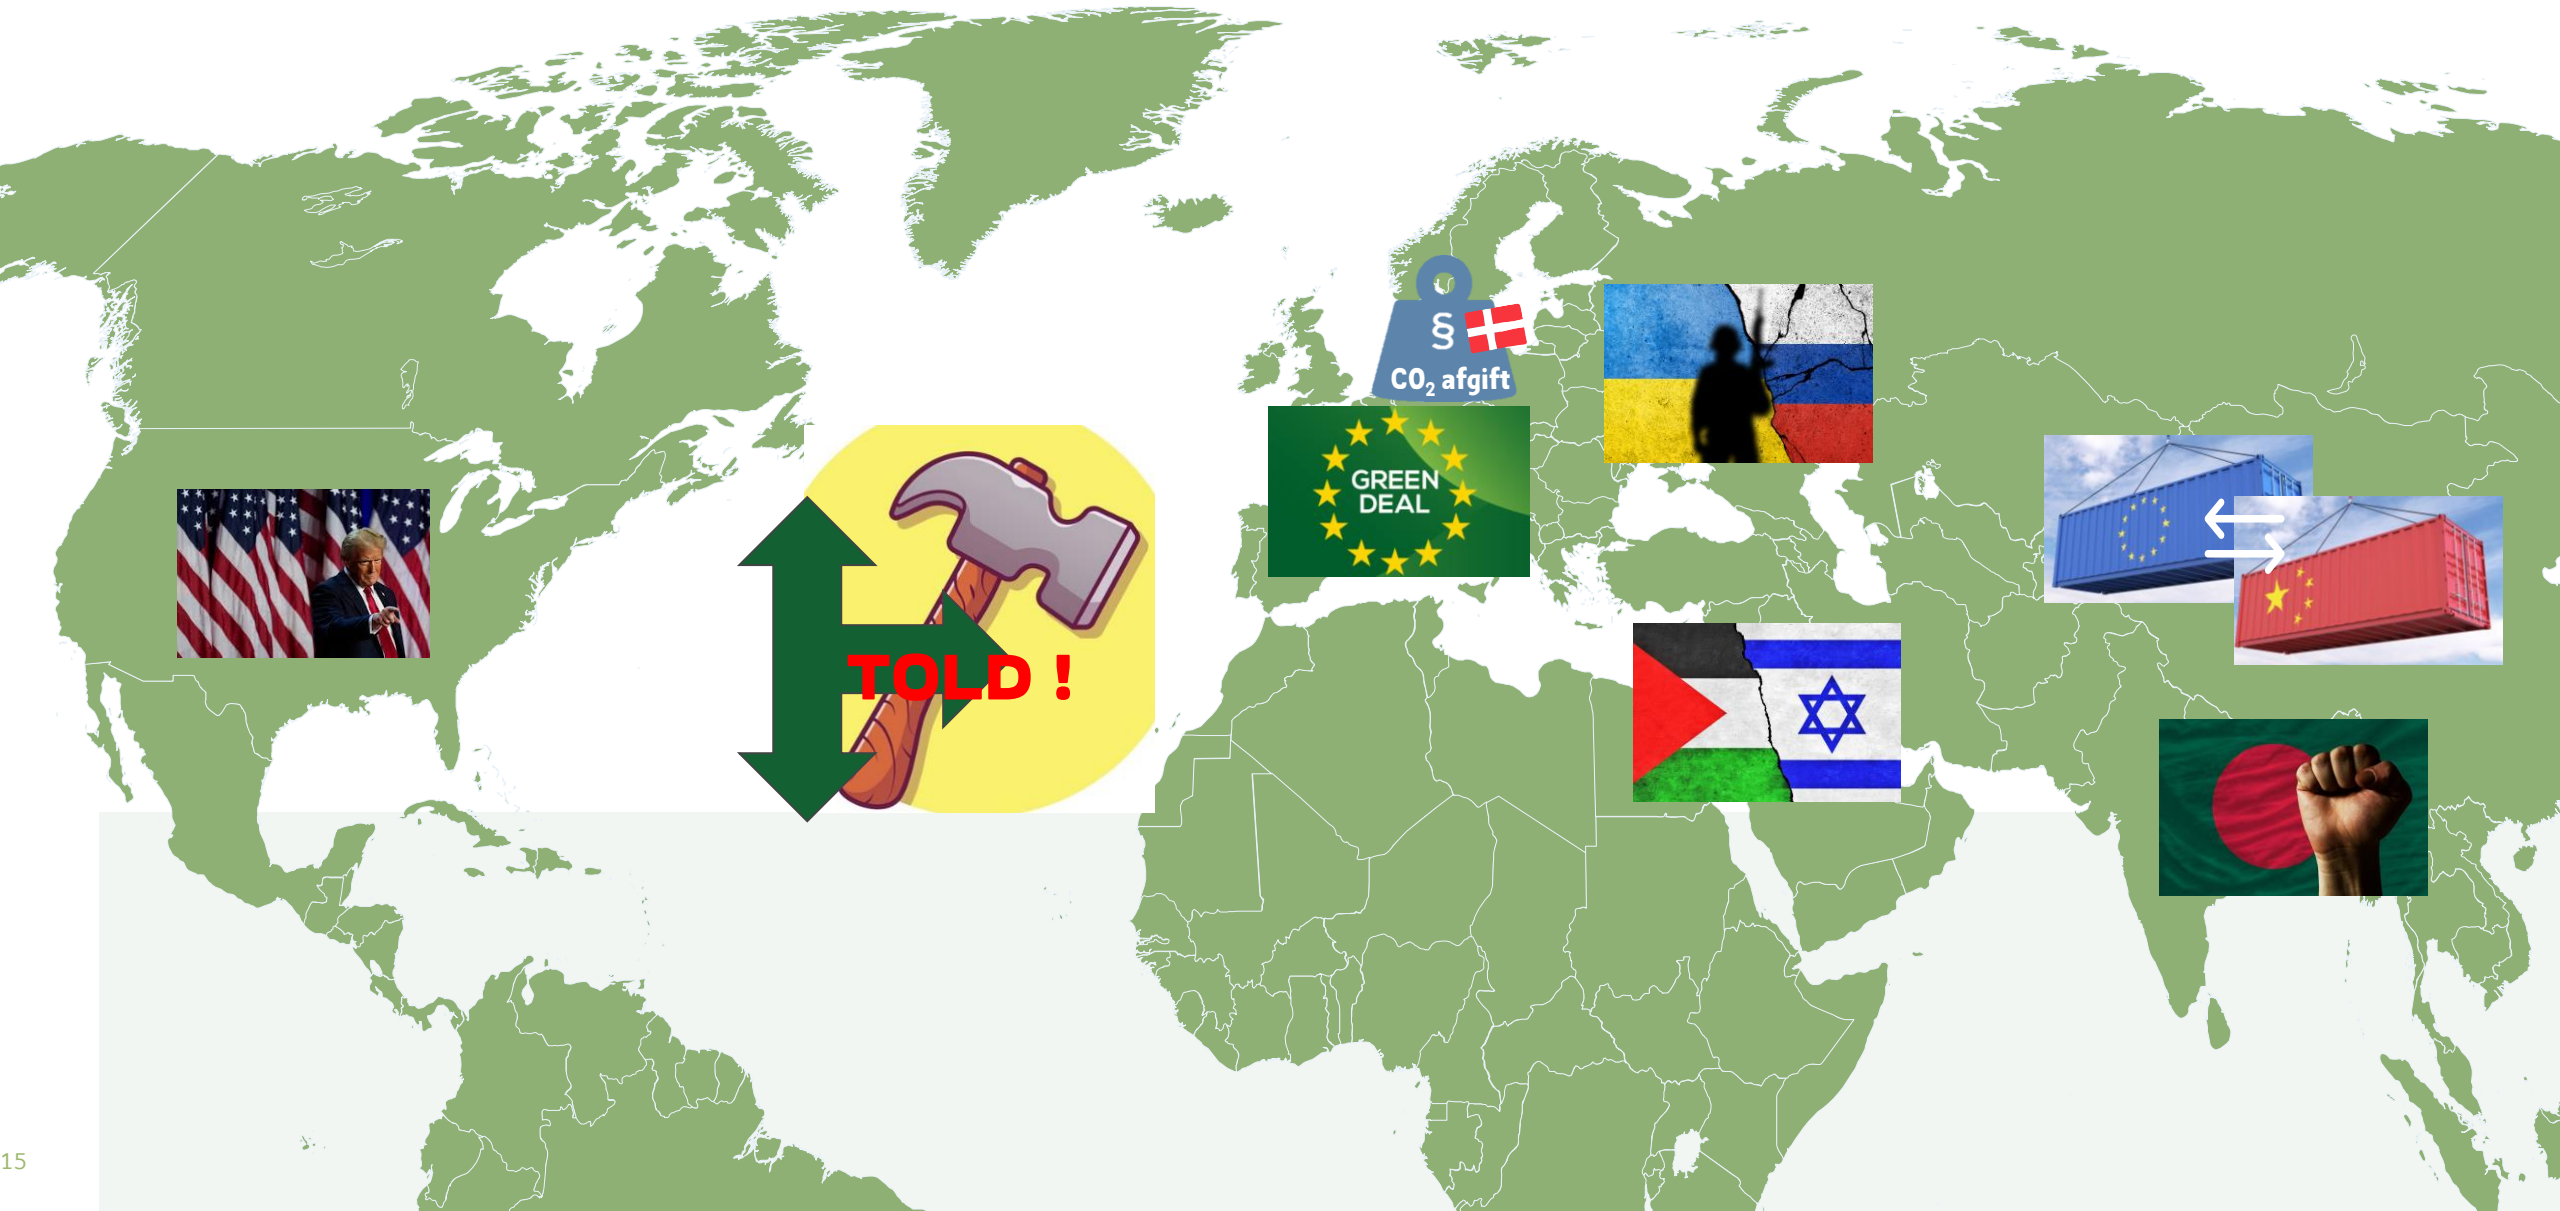 §
CO₂ afgift
GREEN
DEAL
TOLD !
15